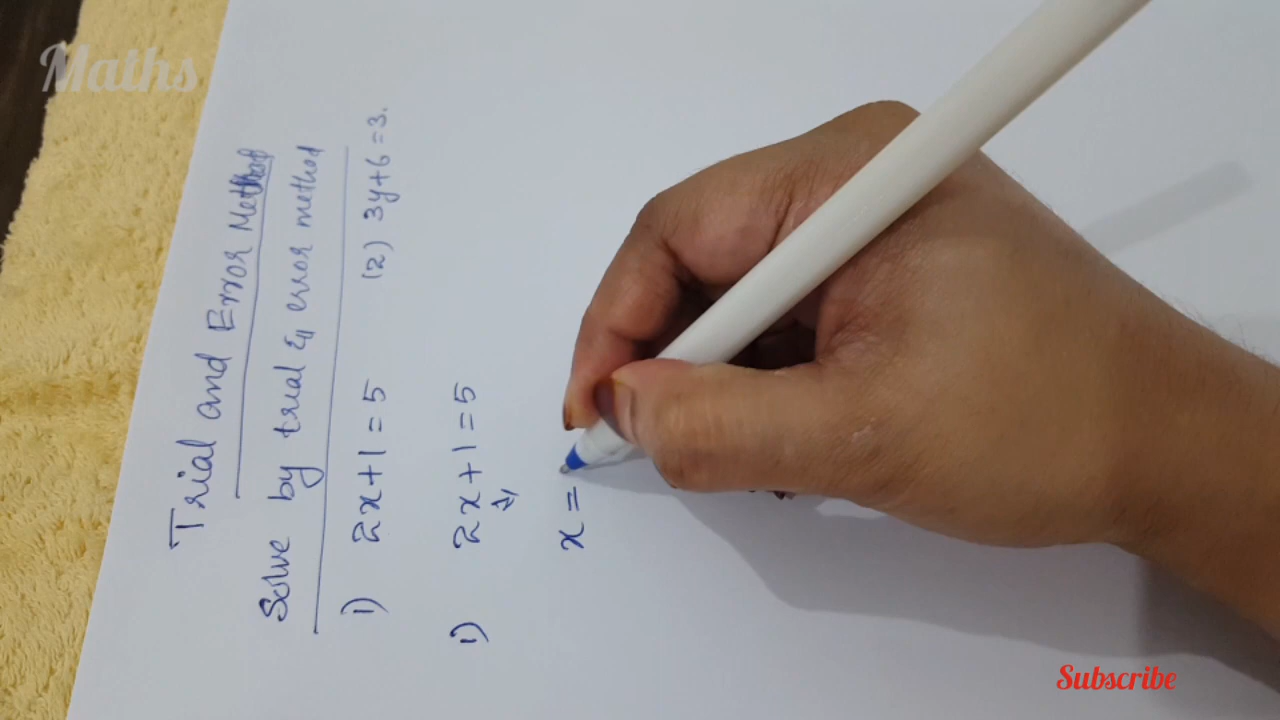 Maths
Trial and Error Method
Solve by trial & error method
1) 2x+1=5 (2) 3y+6=3.
1) 2x+1=5
x=
Subscribe